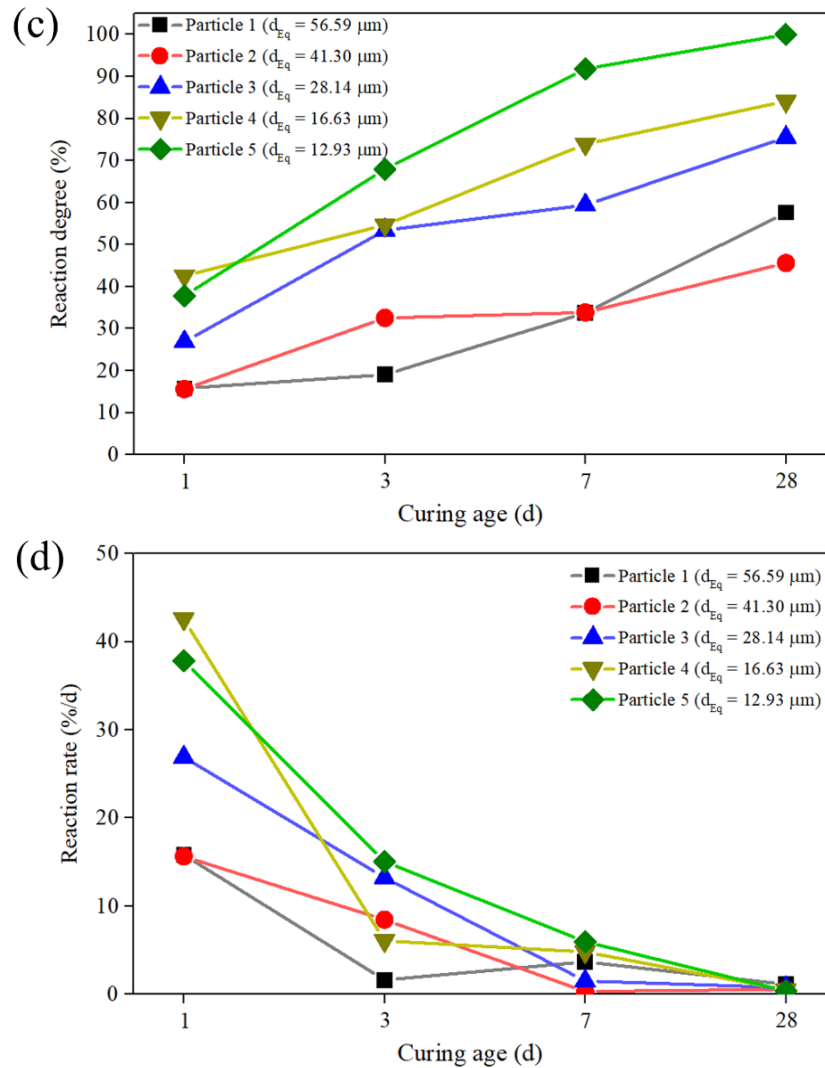 (c)
Particle 1 (dEq = 56.59 μm)
Particle 2 (dEq = 41.30 μm)
Particle 3 (dEq = 28.14 μm)
Particle 4 (dEq = 16.63 μm)
Particle 5 (dEq = 12.93 μm)
100
90
80
70
60
50
40
30
20
10
0
Reaction degree (%)
1
3
7
28
Curing age (d)
(d)
Particle 1 (dEq = 56.59 μm)
Particle 2 (dEq = 41.30 μm)
Particle 3 (dEq = 28.14 μm)
Particle 4 (dEq = 16.63 μm)
Particle 5 (dEq = 12.93 μm)
50
40
30
20
10
0
Reaction rate (%/d)
1
3
7
28
Curing age (d)